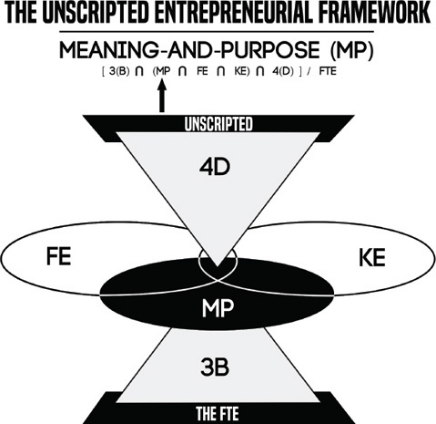 THE UNSCRIPTED ENTREPRENEURIAL FRAMEWORK
MEANING-AND-PURPOSE (MP)
[ 3(B) ∩ (MP ∩ FE ∩ KE) ∩ 4(D) ] / FTE
UNSCRIPTED
4D
FE
KE
MP
3B
THE FTE